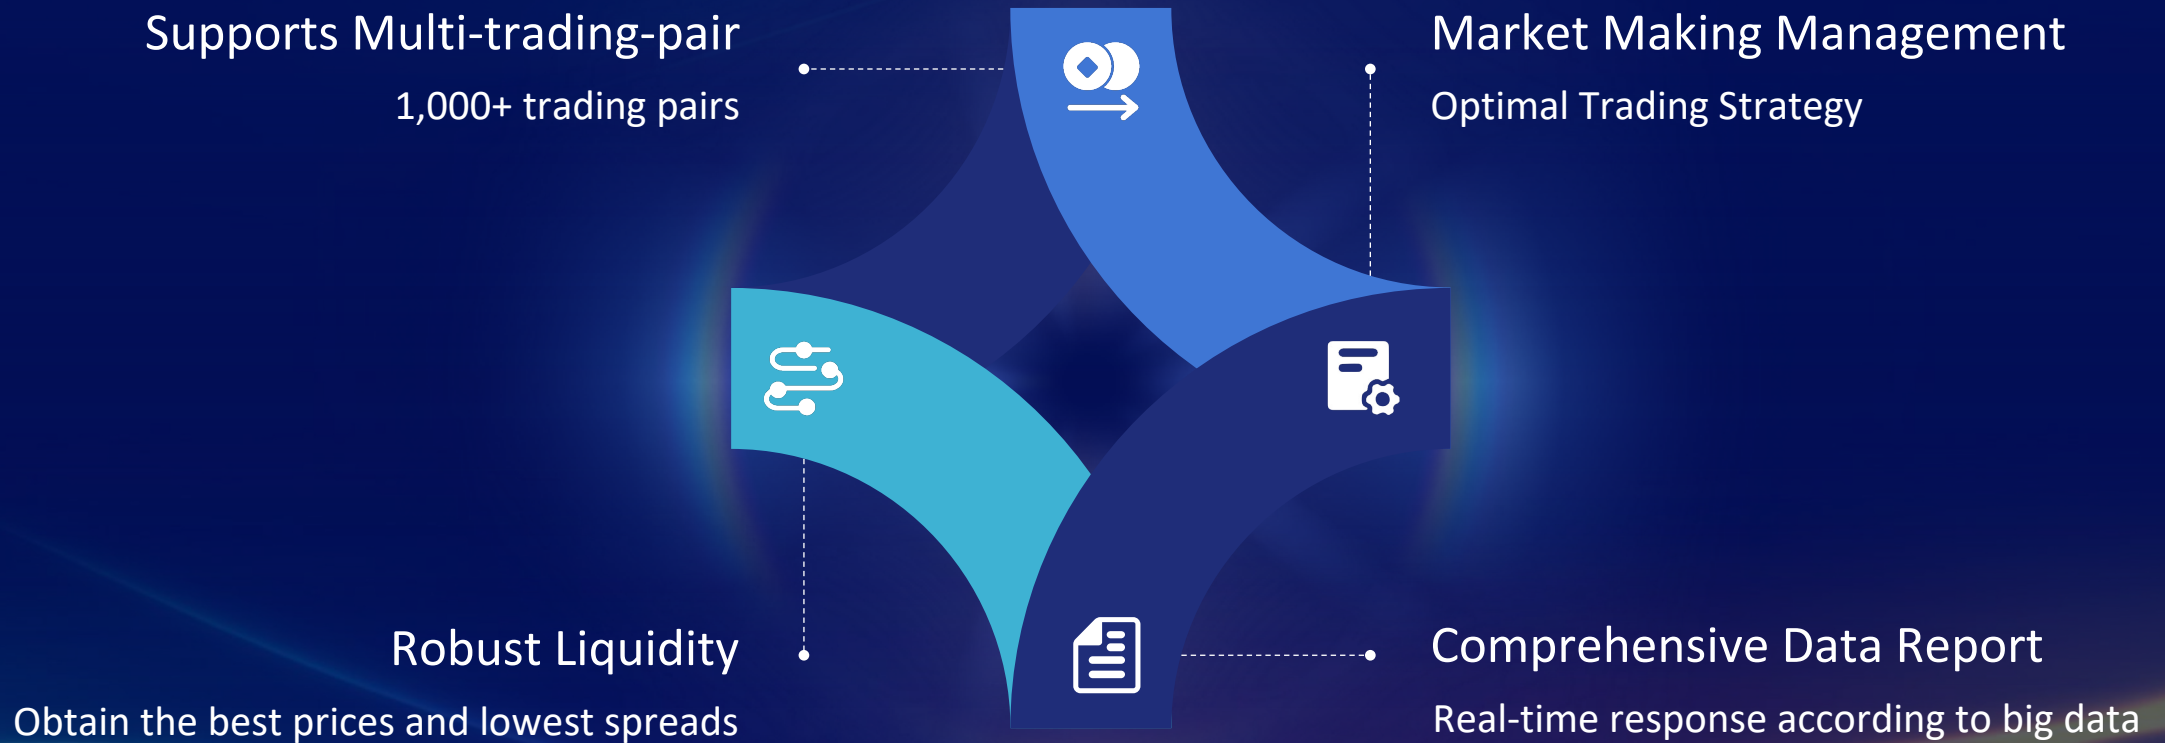 Supports Multi-trading-pair
1,000+ trading pairs
Market Making Management
Optimal Trading Strategy
Robust Liquidity
Obtain the best prices and lowest spreads
Comprehensive Data Report
Real-time response according to big data